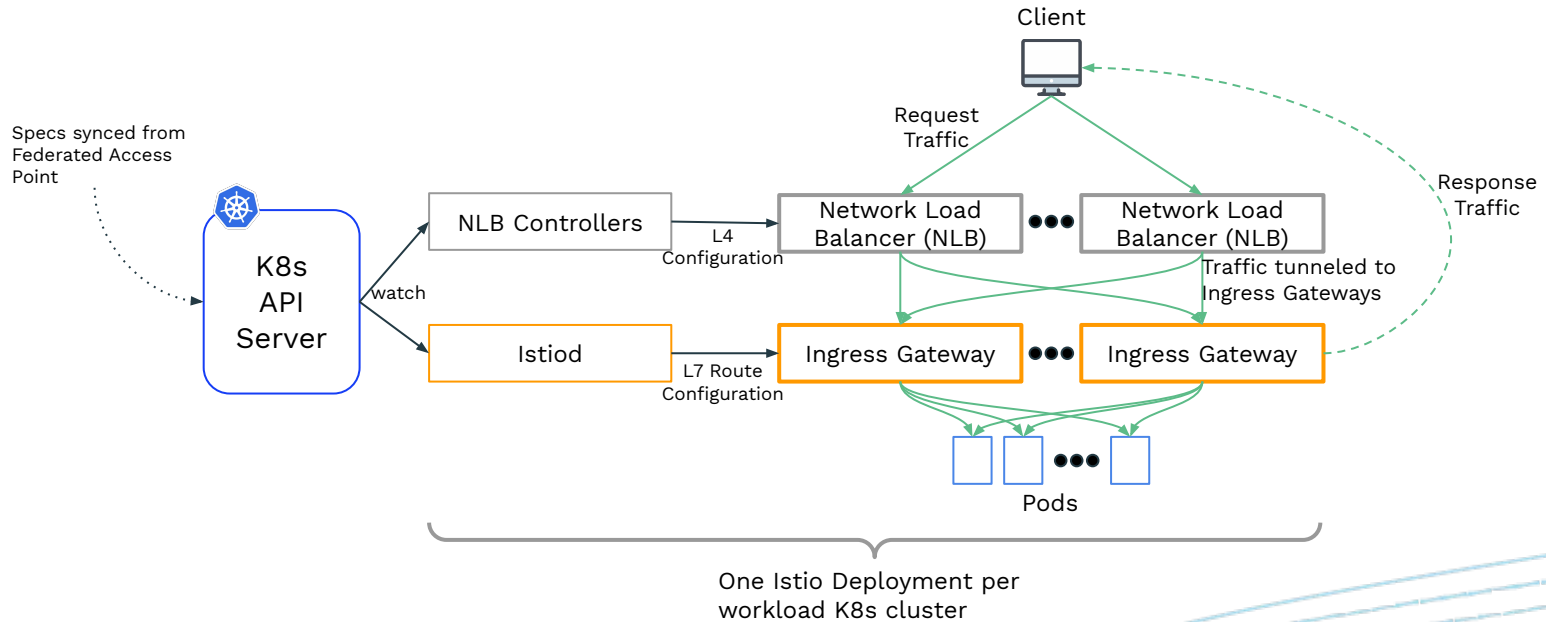 Client
Request
Traffic
Specs synced from
Federated Access
Point
Response
Traffic
NLB Controllers
L4
Configuration
Network Load
Balancer (NLB)
Network Load
Balancer (NLB)
K8s
API
Server
watch
Traffic tunneled to
Ingress Gateways
Istiod
L7 Route
Configuration
Ingress Gateway
Ingress Gateway
Pods
One Istio Deployment per
workload K8s cluster